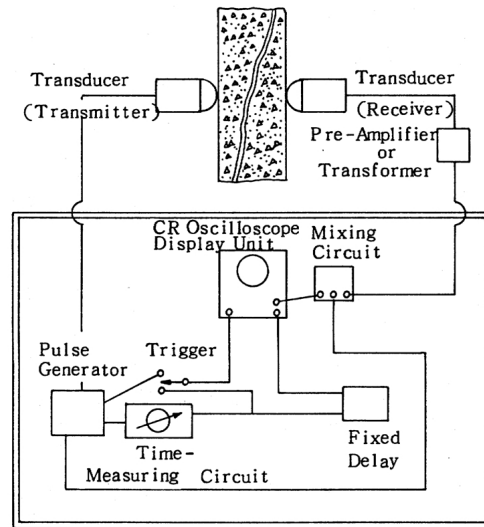 Transducer
(Transmitter)
Transducer
(Receiver)
Pre-Amplifier
or
Transformer
CR Oscilloscope
Display Unit
Mixing
Circuit
Pulse
Generator
Trigger
Time-
Measuring Circuit
Fixed
Delay